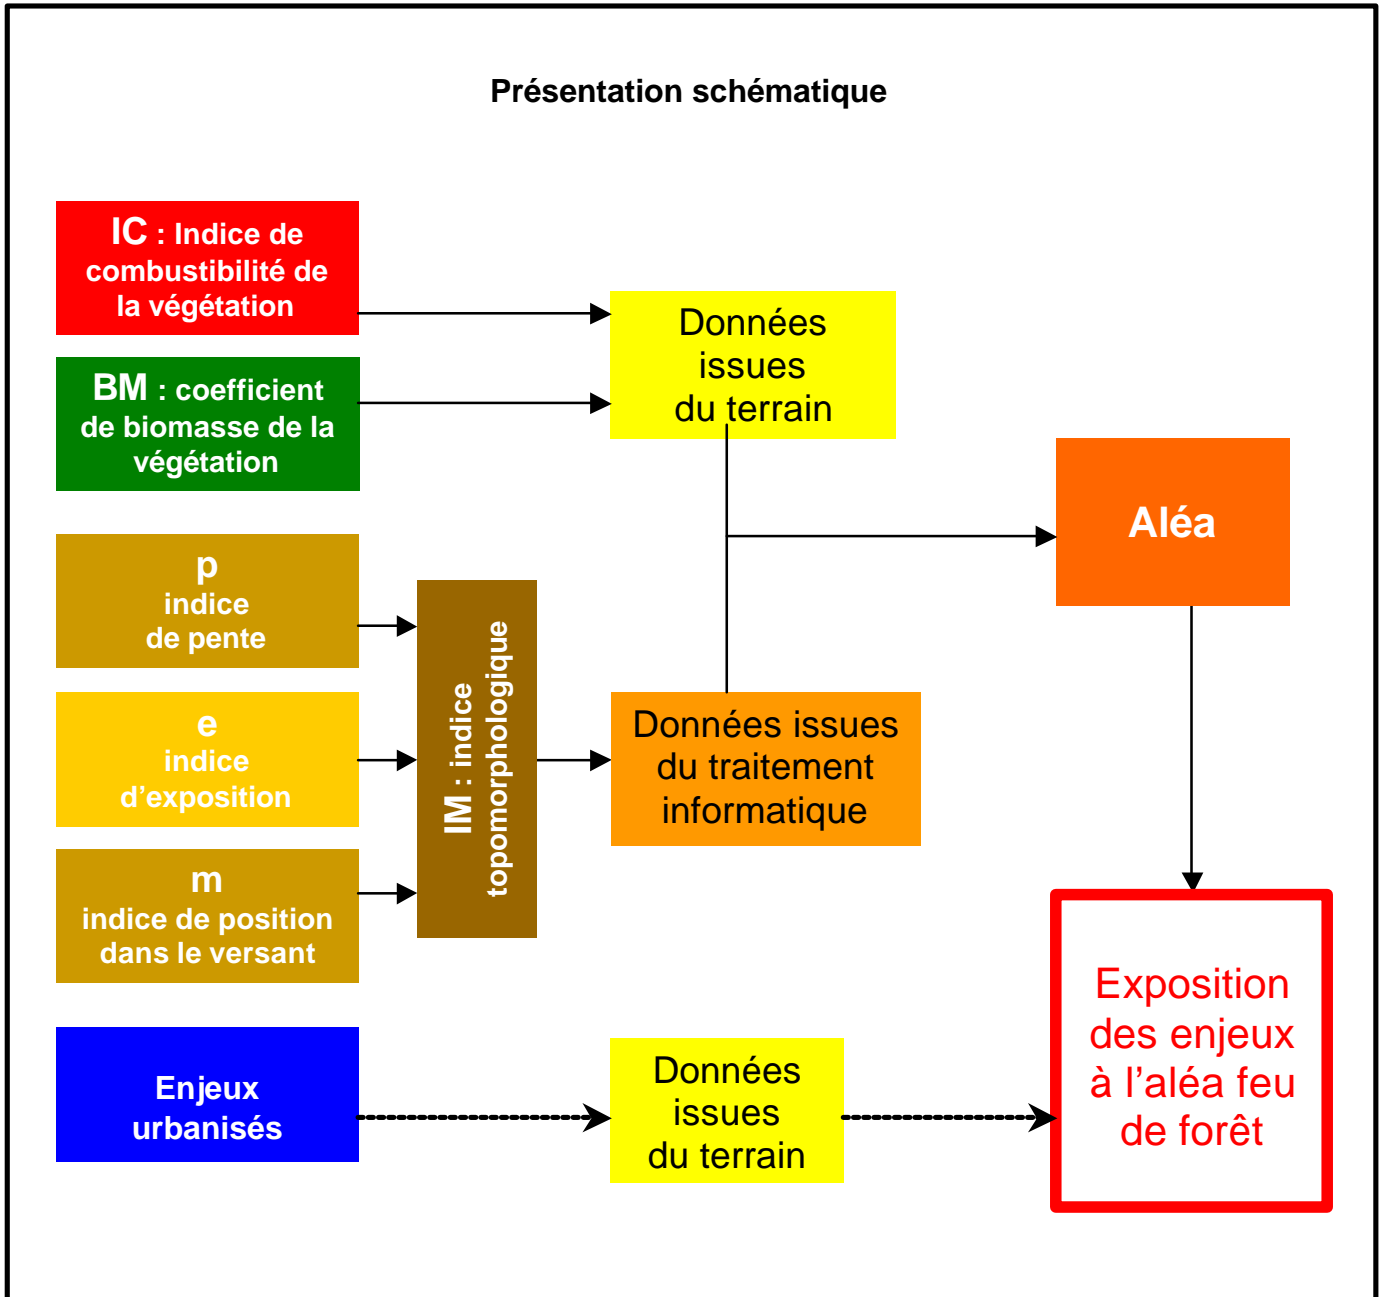 Présentation schématique
IC : Indice de
combustibilité de
la végétation
Données
issues
du terrain
BM : coefficient
de biomasse de la
végétation
Aléa
p
indice
de pente
e
indice
d'exposition
m
indice de position
dans le versant
IM : indice
topomorphologique
Données issues
du traitement
informatique
Enjeux
urbanisés
Données
issues
du terrain
Exposition
des enjeux
à l'aléa feu
de forêt